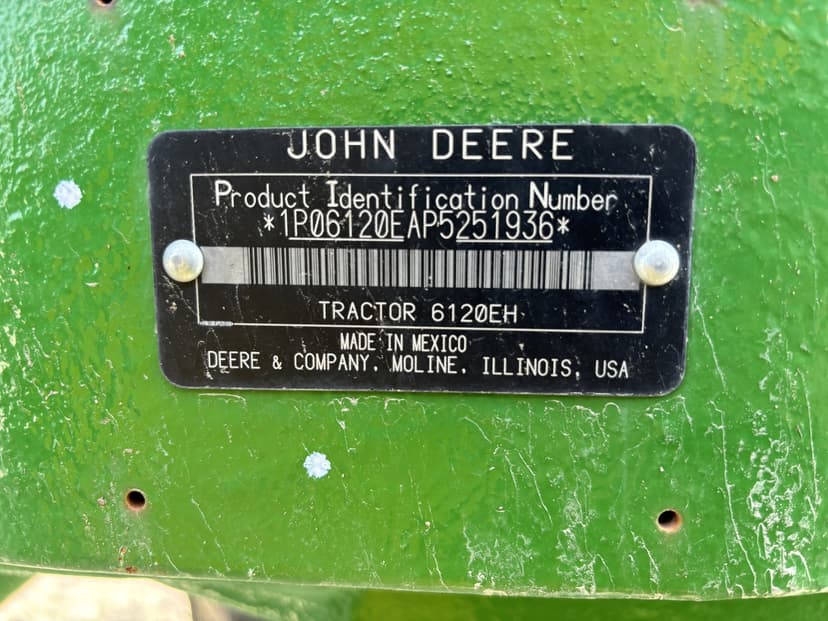 JOHN DEERE
Product Identification Number
*1P06120EAP5251936*
TRACTOR 6120EH
MADE IN MEXICO
DEERE & COMPANY, MOLINE, ILLINOIS, USA